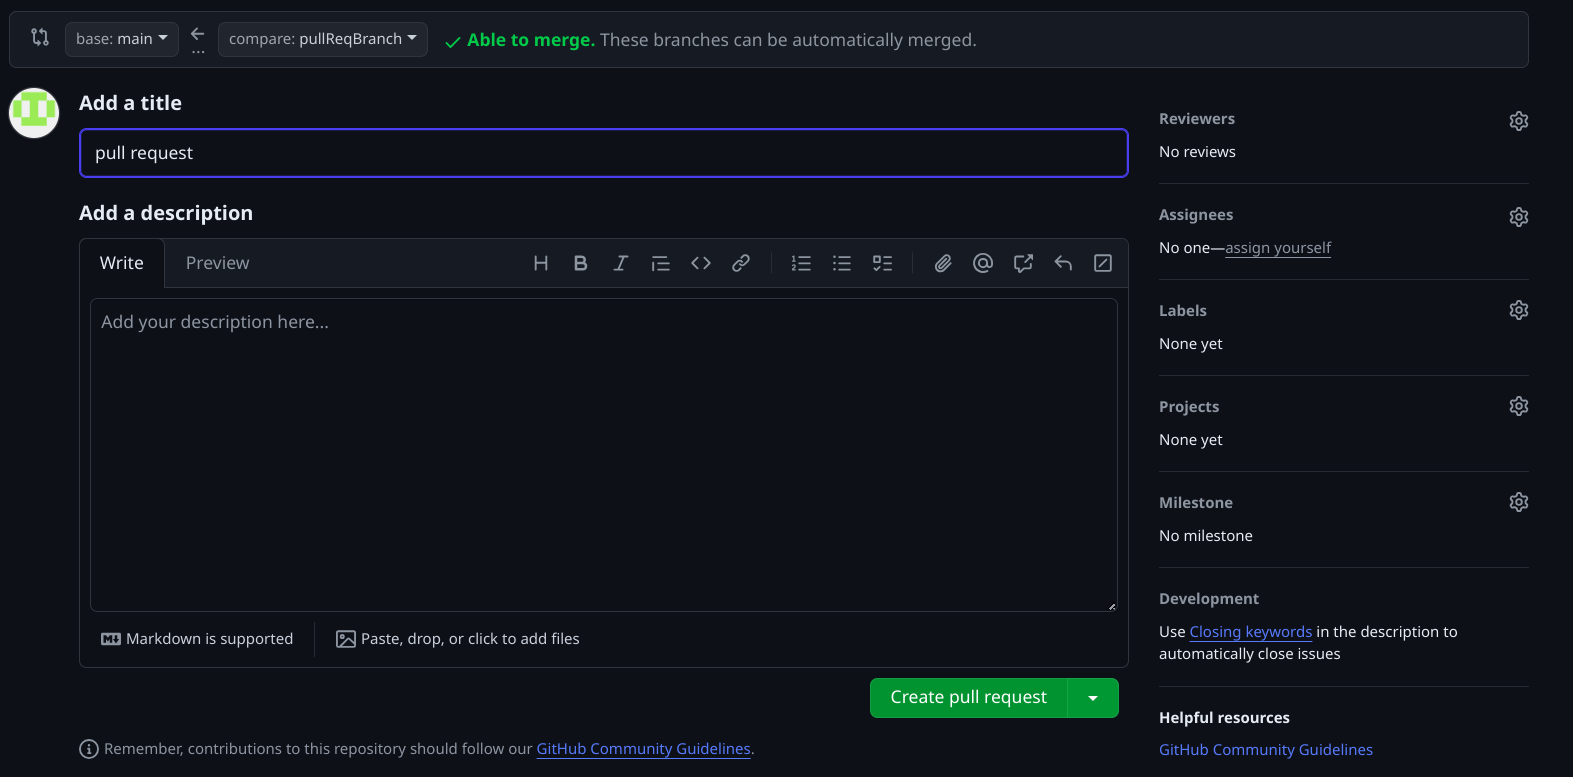 base: main
compare: pullReqBranch
Able to merge. These branches can be automatically merged.
Add a title
pull request
Add a description
Write
Preview
Add your description here...
Markdown is supported
Paste, drop, or click to add files
Create pull request
Remember, contributions to this repository should follow our GitHub Community Guidelines.
Reviewers
No reviews
Assignees
No one—assign yourself
Labels
None yet
Projects
None yet
Milestone
No milestone
Development
Use Closing keywords in the description to
automatically close issues
Helpful resources
GitHub Community Guidelines